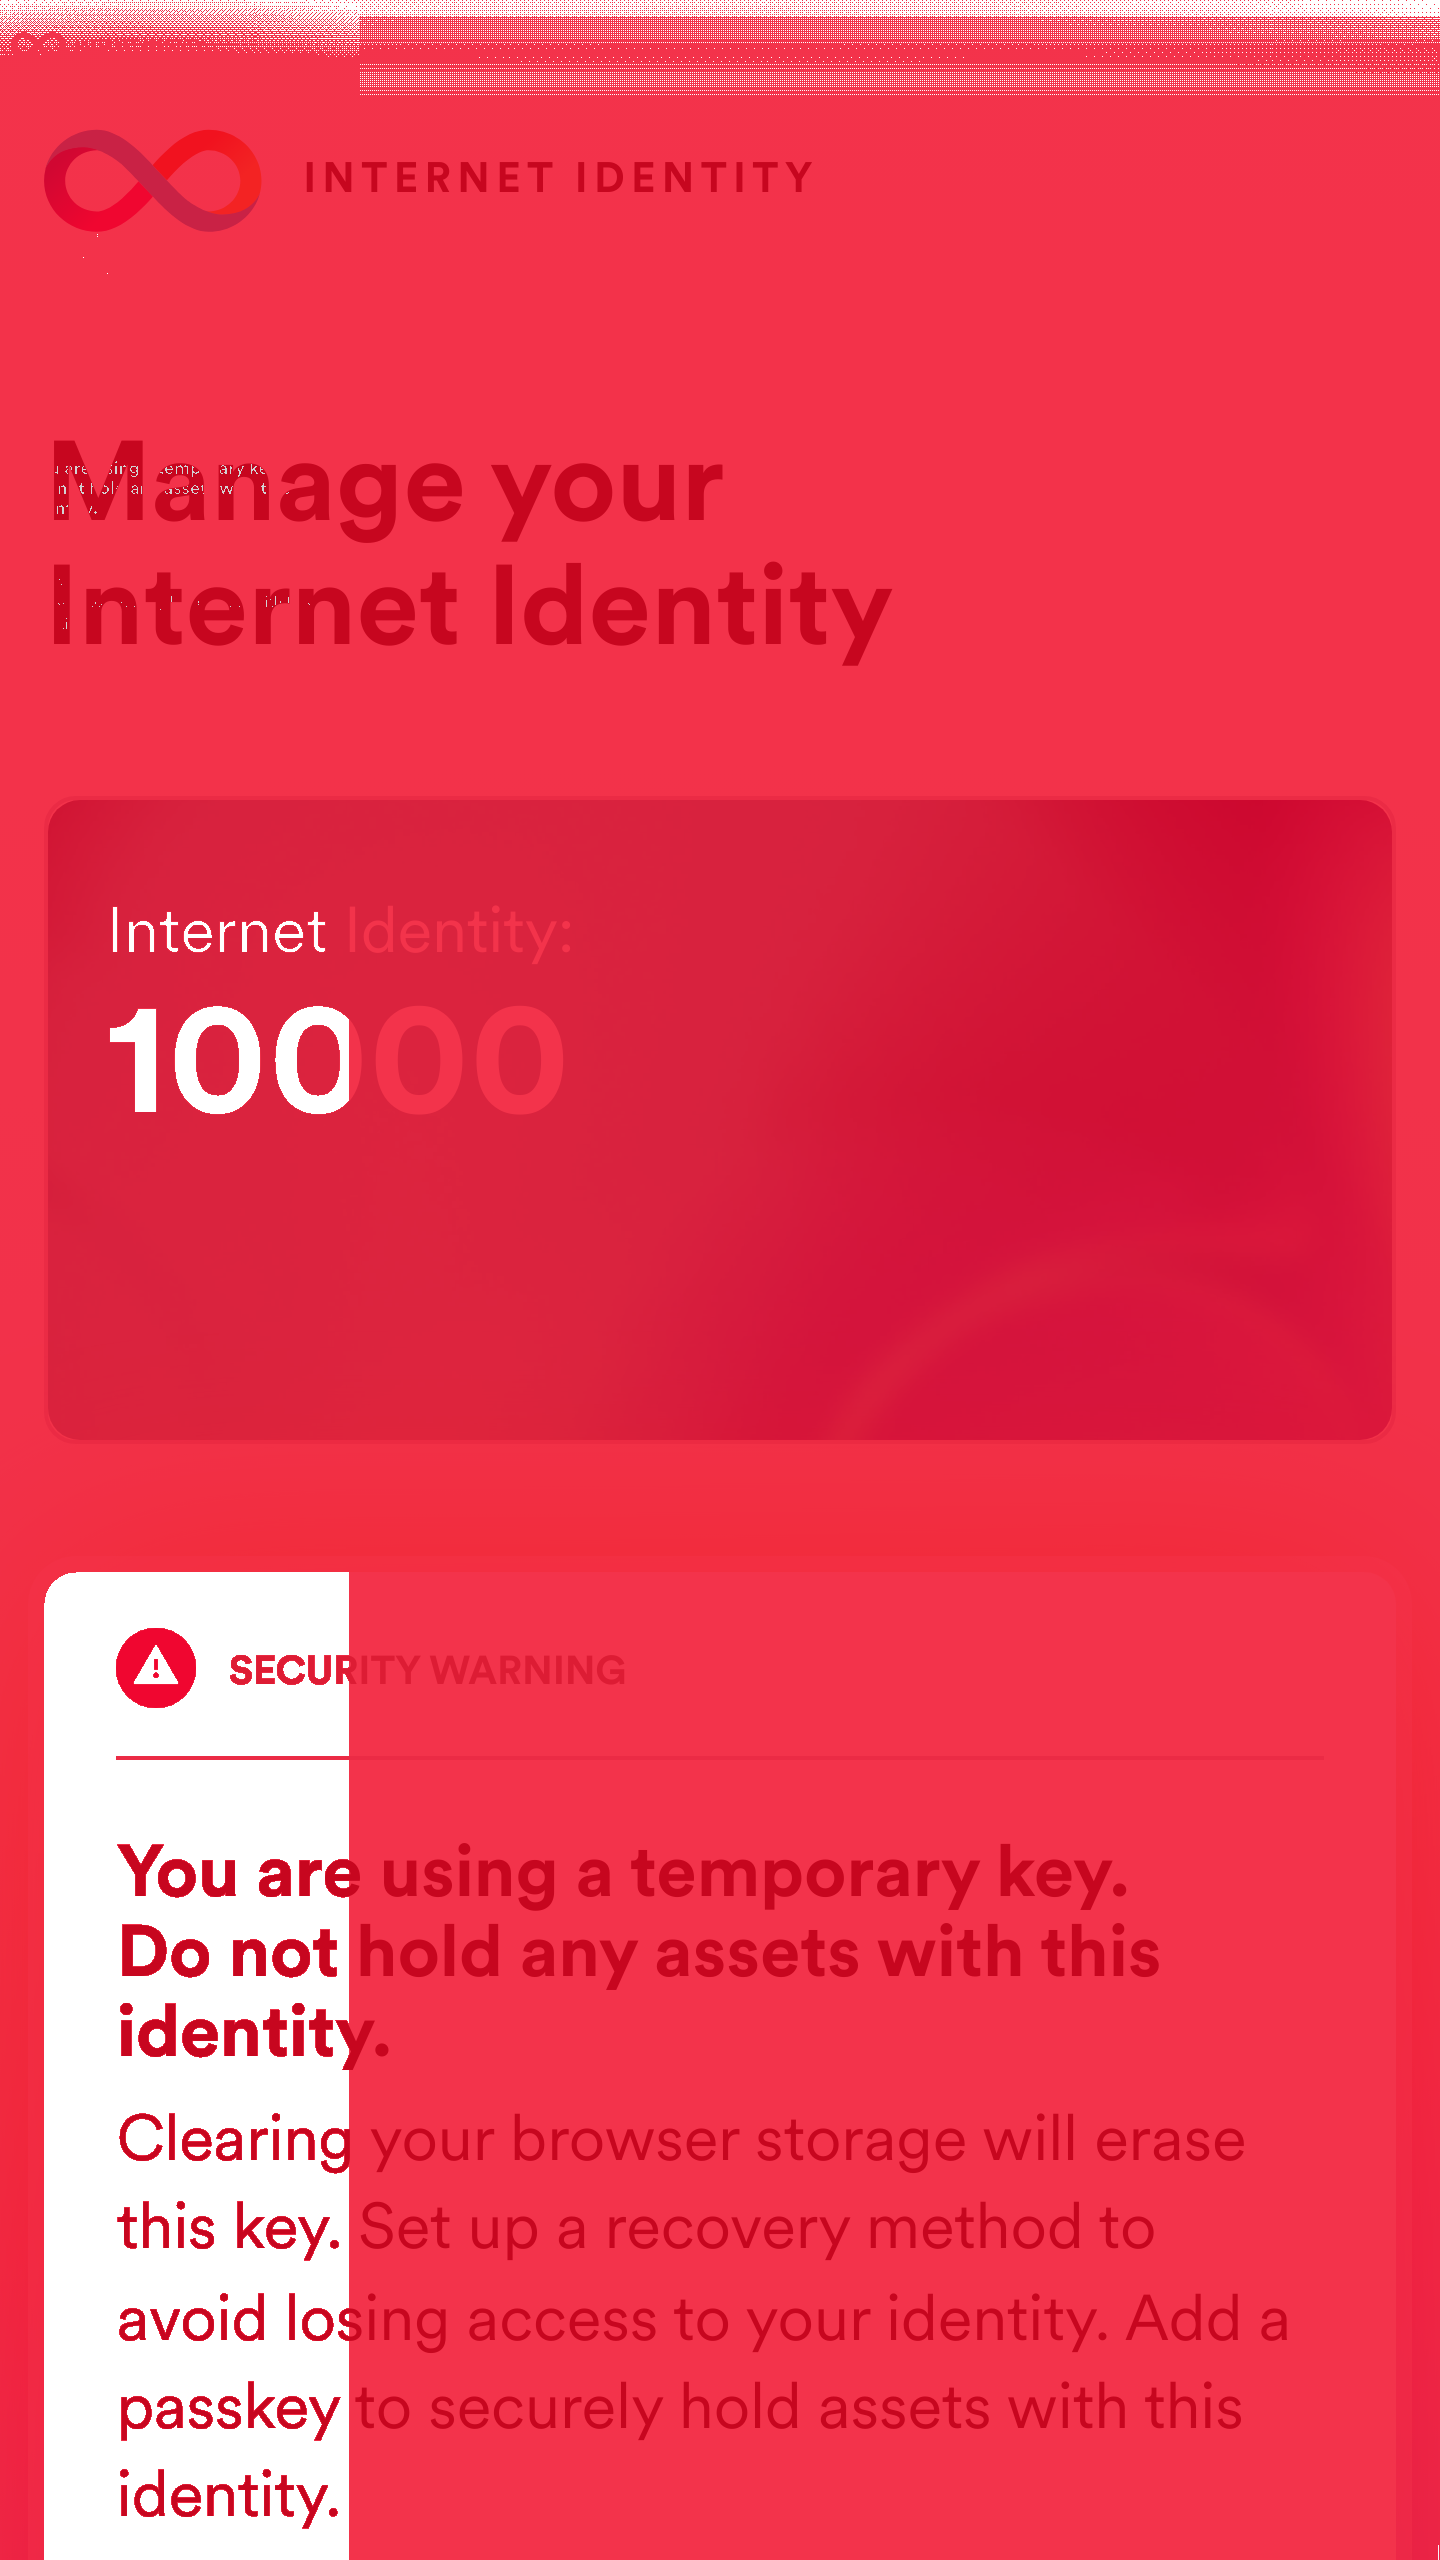 INTERNET IDENTITY
Manage your
Internet Identity
Internet Identity:
10000
SECURITY WARNING
You are using a temporary key.
Do not hold any assets with this
identity.
Clearing your browser storage will erase
this key. Set up a recovery method to
avoid losing access to your identity. Add a
passkey to securely hold assets with this
identity.